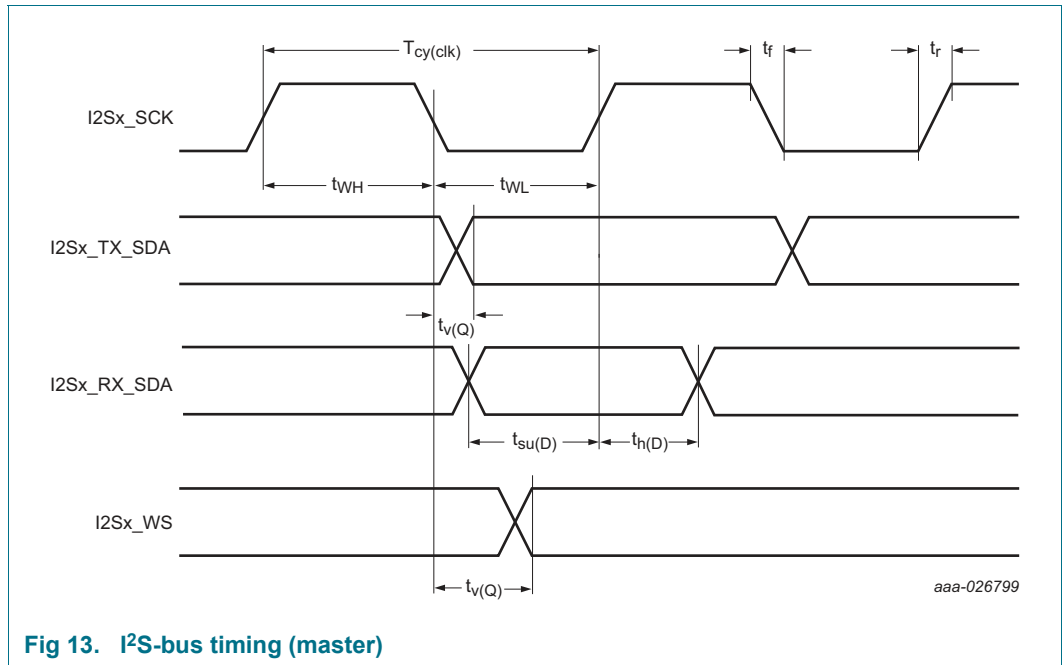 Tcy(clk)
tf
tr
I2Sx_SCK
tWH
tWL
I2Sx_TX_SDA
tv(Q)
I2Sx_RX_SDA
tsu(D)
th(D)
I2Sx_WS
tv(Q)
aaa-026799
Fig 13. I²S-bus timing (master)